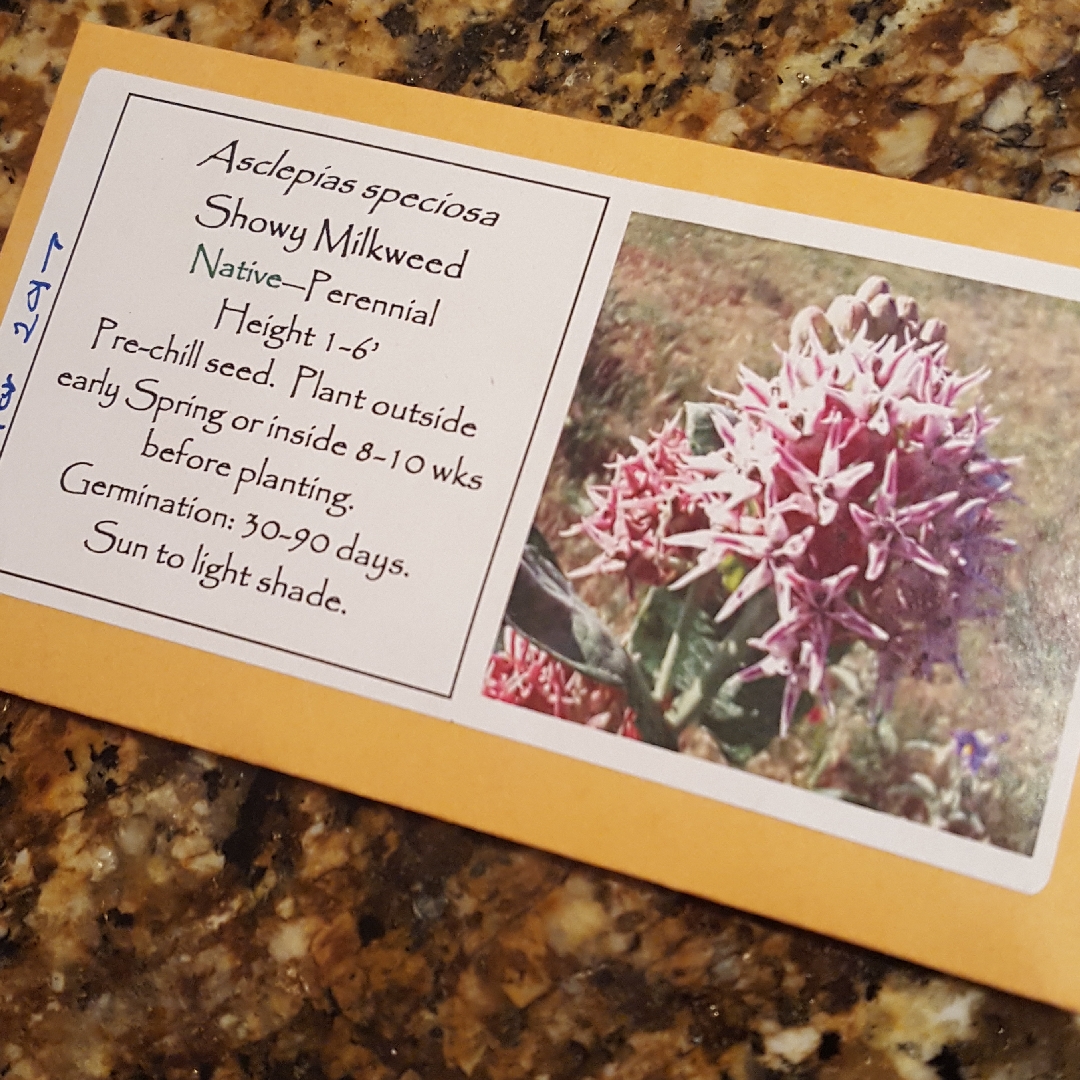 Asclepias speciosa
Showy Milkweed
Native—Perennial
Height 1-6'
Pre-chill seed. Plant outside
early Spring or inside 8-10 wks
before planting.
Germination: 30-90 days.
Sun to light shade.